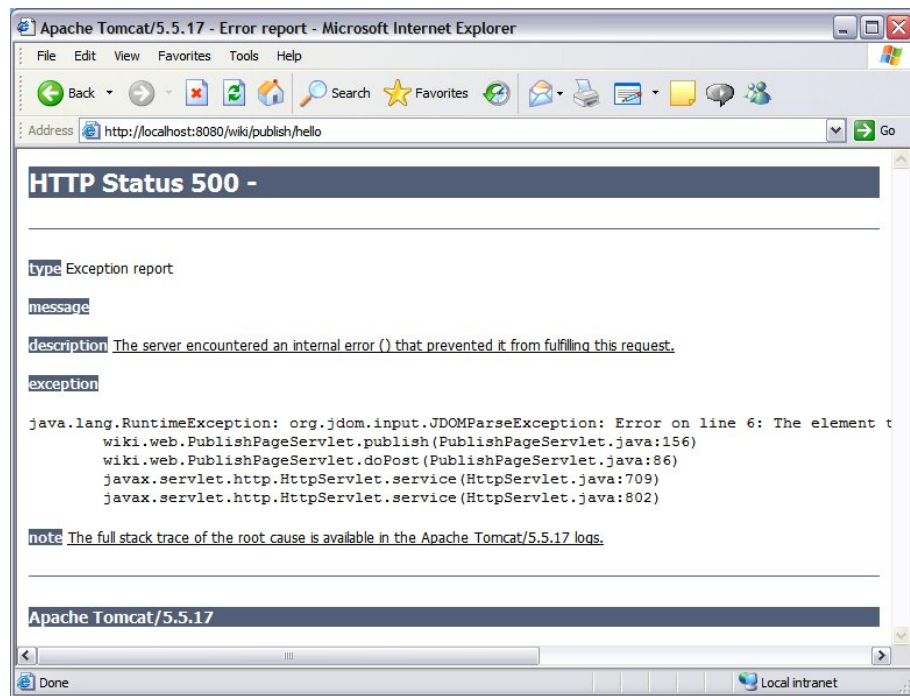 Apache Tomcat/5.5.17 - Error report - Microsoft Internet Explorer
File Edit View Favorites Tools Help
Back Search Favorites
Address http://localhost:8080/wiki/publish/hello Go
HTTP Status 500 -
type Exception report
message
description The server encountered an internal error () that prevented it from fulfilling this request.
exception
java.lang.RuntimeException: org.jdom.input.JDOMParseException: Error on line 6: The element t
wiki.web.PublishPageServlet.publish(PublishPageServlet.java:156)
wiki.web.PublishPageServlet.doPost(PublishPageServlet.java:86)
javax.servlet.http.HttpServlet.service(HttpServlet.java:709)
javax.servlet.http.HttpServlet.service(HttpServlet.java:802)
note The full stack trace of the root cause is available in the Apache Tomcat/5.5.17 logs.
Apache Tomcat/5.5.17
Done Local intranet